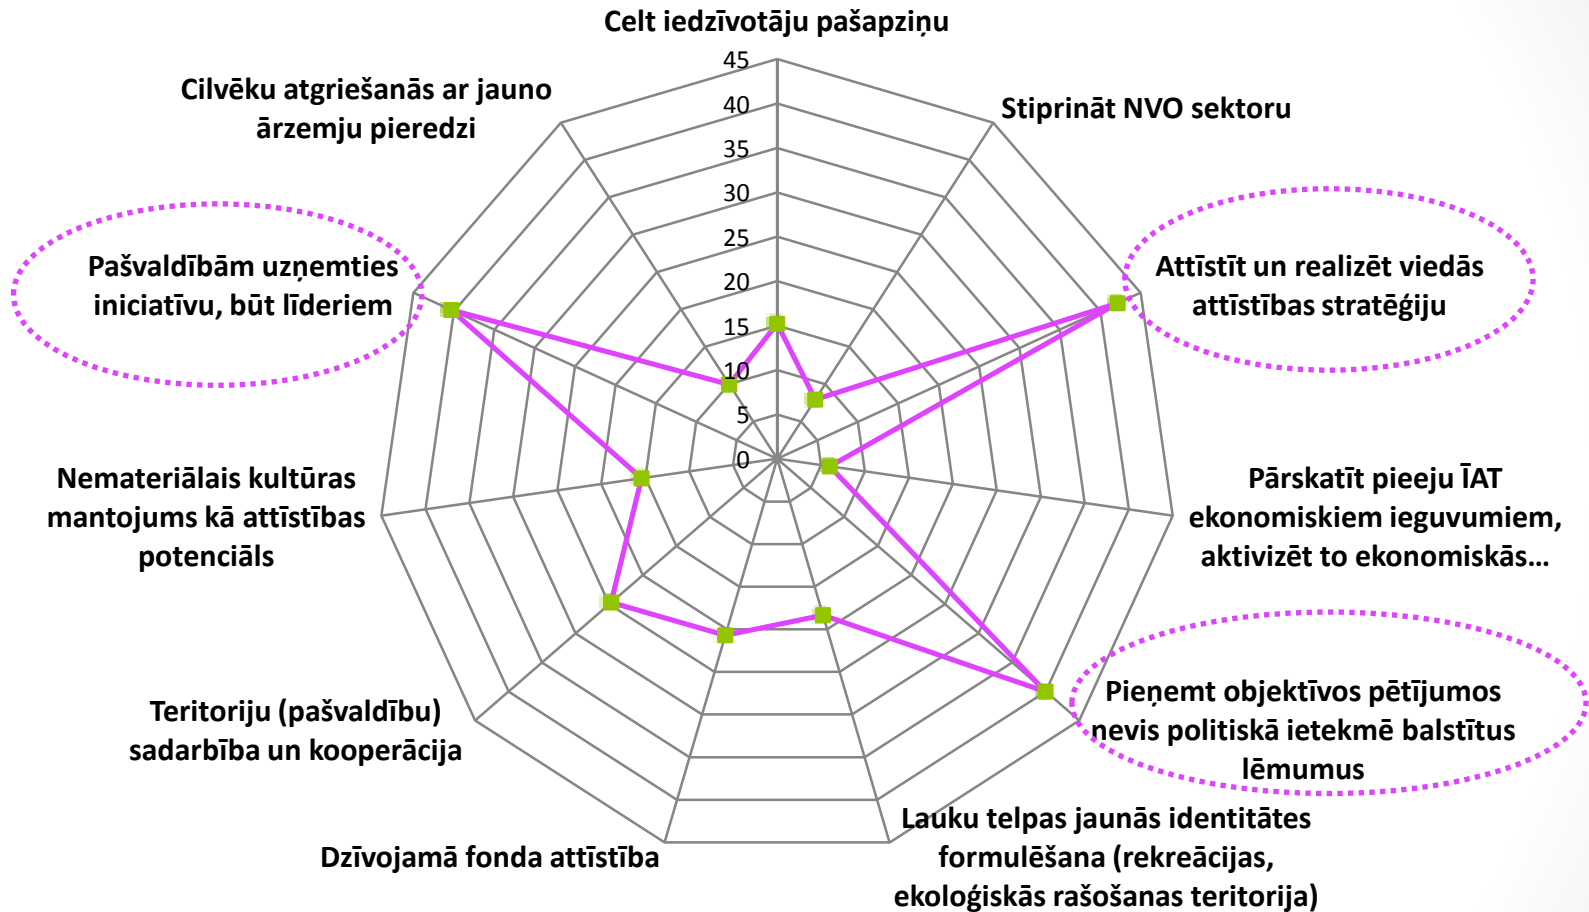 Celt iedzīvotāju pašapziņu
Stiprināt NVO sektoru
Attīstīt un realizēt viedās
attīstības stratēģiju
Pārskatīt pieeju ĪAT
ekonomiskiem ieguvumiem,
aktivizēt to ekonomiskās…
Pieņemt objektīvos pētījumos
nevis politiskā ietekmē balstītus
lēmumus
Lauku telpas jaunās identitātes
formulēšana (rekreācijas,
ekoloģiskās rašošanas teritorija)
Dzīvojamā fonda attīstība
Teritoriju (pašvaldību)
sadarbība un kooperācija
Nemateriālais kultūras
mantojums kā attīstības
potenciāls
Pašvaldībām uzņemties
iniciatīvu, būt līderiem
Cilvēku atgriešanās ar jauno
ārzemju pieredzi
45
40
35
30
25
20
15
10
5
0